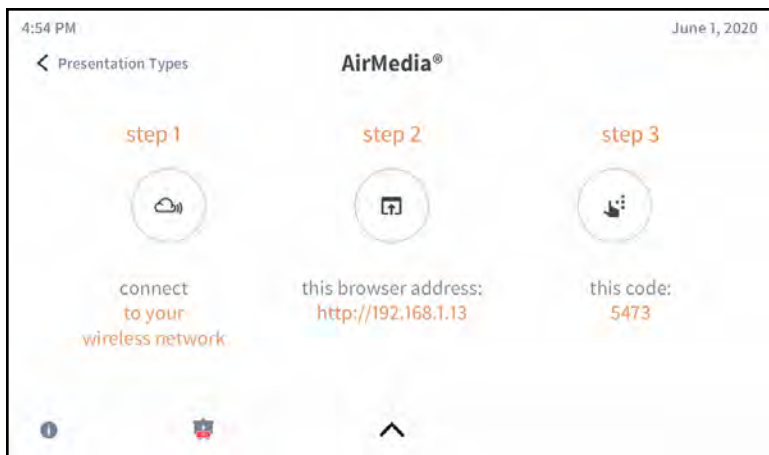 4:54 PM
June 1, 2020
Presentation Types
AirMedia®
step 1
step 2
step 3
connect
to your
wireless network
this browser address:
http://192.168.1.13
this code:
5473